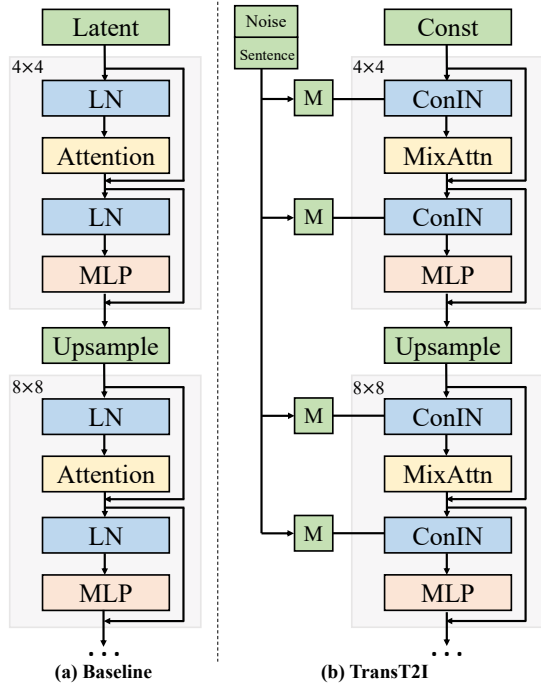 Latent
4×4
LN
Attention
LN
MLP
Upsample
8×8
LN
Attention
LN
MLP
...
(a) Baseline
Noise
Sentence
M
M
M
M
Const
4×4
ConIN
MixAttn
ConIN
MLP
Upsample
8×8
ConIN
MixAttn
ConIN
MLP
...
(b) TransT2I